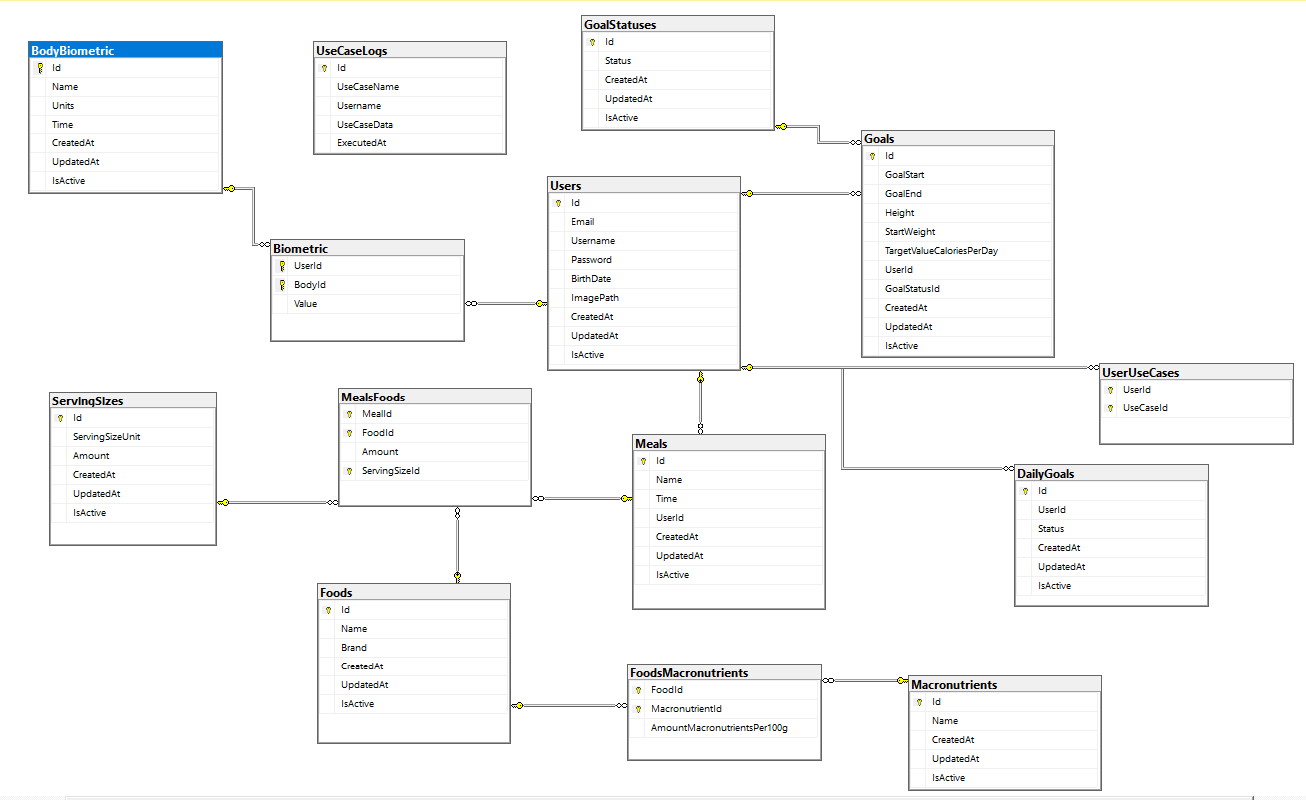 BodyBiometric
Id
Name
Units
Time
CreatedAt
UpdatedAt
IsActive
UseCaseLogs
Id
UseCaseName
Username
UseCaseData
ExecutedAt
GoalStatuses
Id
Status
CreatedAt
UpdatedAt
IsActive
Goals
Id
GoalStart
GoalEnd
Height
StartWeight
TargetValueCaloriesPerDay
UserId
GoalStatusId
CreatedAt
UpdatedAt
IsActive
Users
Id
Email
Username
Password
BirthDate
ImagePath
CreatedAt
UpdatedAt
IsActive
Biometric
UserId
BodyId
Value
UserUseCases
UserId
UseCaseId
ServingSizes
Id
ServingSizeUnit
Amount
CreatedAt
UpdatedAt
IsActive
MealsFoods
MealId
FoodId
Amount
ServingSizeId
Meals
Id
Name
Time
UserId
CreatedAt
UpdatedAt
IsActive
DailyGoals
Id
UserId
Status
CreatedAt
UpdatedAt
IsActive
Foods
Id
Name
Brand
CreatedAt
UpdatedAt
IsActive
FoodsMacronutrients
FoodId
MacronutrientId
AmountMacronutrientsPer100g
Macronutrients
Id
Name
CreatedAt
UpdatedAt
IsActive